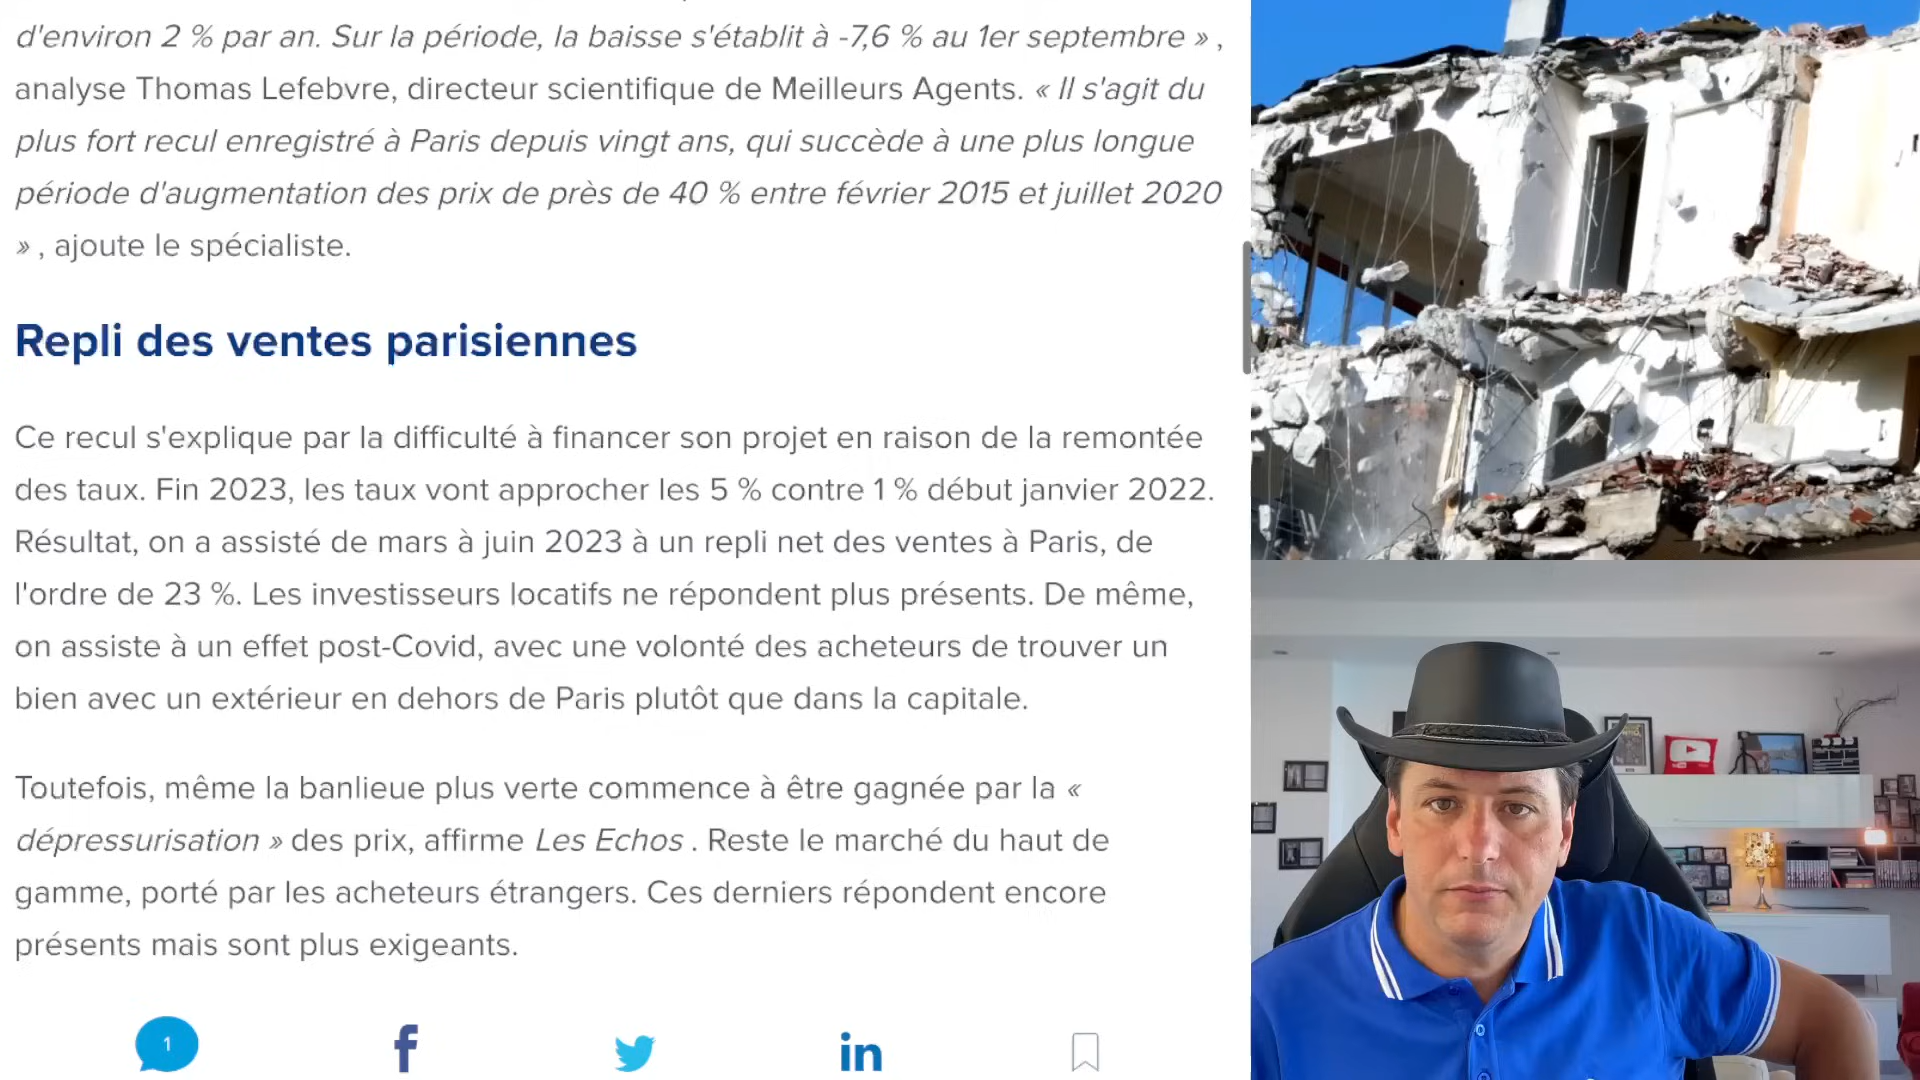 d'environ 2 % par an. Sur la période, la baisse s'établit à -7,6 % au 1er septembre » ,
analyse Thomas Lefebvre, directeur scientifique de Meilleurs Agents. « Il s'agit du
plus fort recul enregistré à Paris depuis vingt ans, qui succède à une plus longue
période d'augmentation des prix de près de 40 % entre février 2015 et juillet 2020
» , ajoute le spécialiste.
Repli des ventes parisiennes
Ce recul s'explique par la difficulté à financer son projet en raison de la remontée
des taux. Fin 2023, les taux vont approcher les 5 % contre 1 % début janvier 2022.
Résultat, on a assisté de mars à juin 2023 à un repli net des ventes à Paris, de
l'ordre de 23 %. Les investisseurs locatifs ne répondent plus présents. De même,
on assiste à un effet post-Covid, avec une volonté des acheteurs de trouver un
bien avec un extérieur en dehors de Paris plutôt que dans la capitale.
Toutefois, même la banlieue plus verte commence à être gagnée par la «
dépressurisation » des prix, affirme Les Echos . Reste le marché du haut de
gamme, porté par les acheteurs étrangers. Ces derniers répondent encore
présents mais sont plus exigeants.
1
f
in